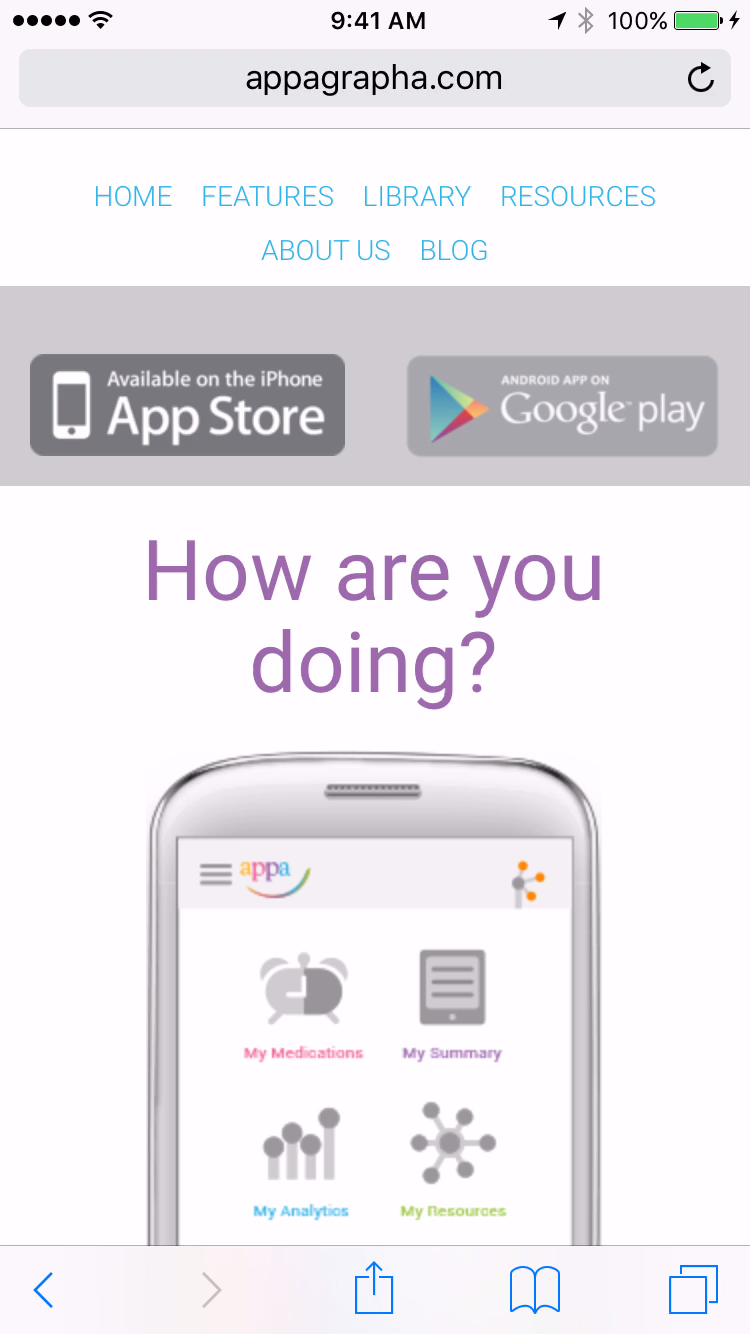 9:41 AM 100%
appagrapha.com
HOME FEATURES LIBRARY RESOURCES
ABOUT US BLOG
Available on the iPhone
App Store
ANDROID APP ON
Google play
How are you
doing?
appa
My Medications My Summary
My Analytics My Resources